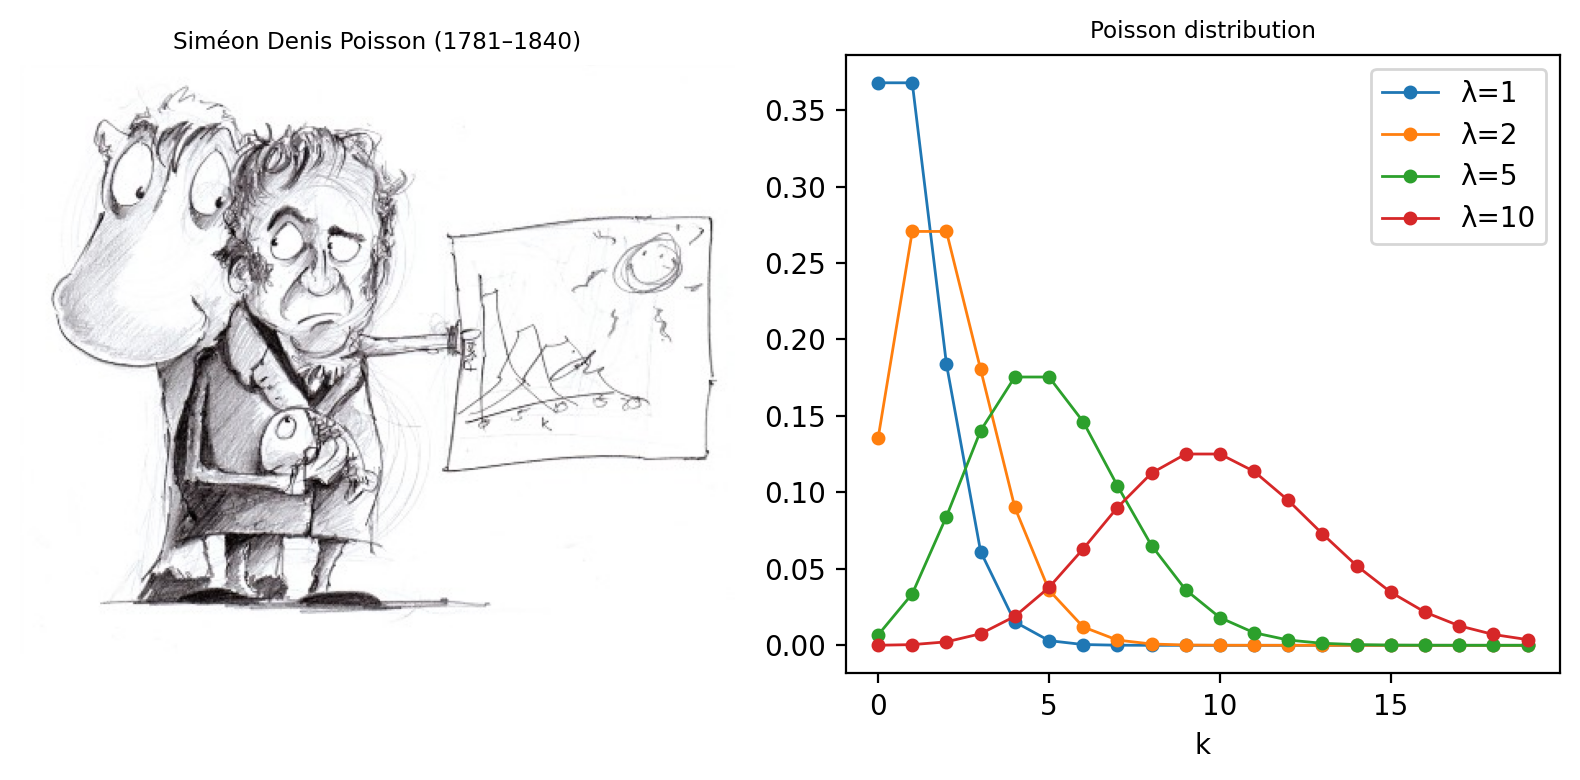 Siméon Denis Poisson (1781–1840)
k
Poisson distribution
λ=1
λ=2
λ=5
λ=10
0.35
0.30
0.25
0.20
0.15
0.10
0.05
0.00
0 5 10 15
k